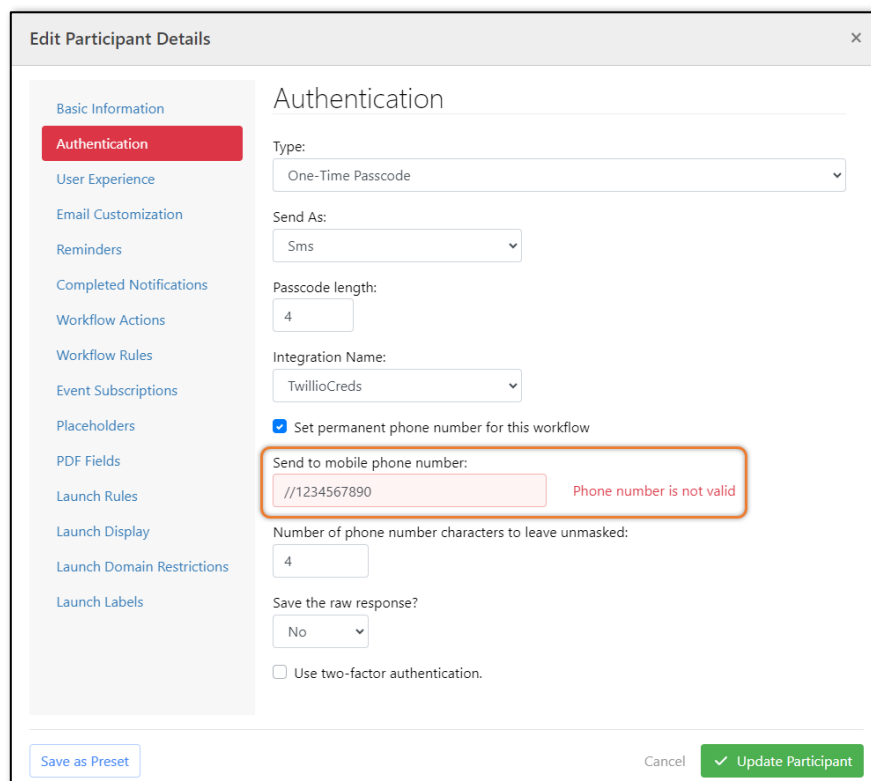 Edit Participant Details ×
Basic Information
Authentication
User Experience
Email Customization
Reminders
Completed Notifications
Workflow Actions
Workflow Rules
Event Subscriptions
Placeholders
PDF Fields
Launch Rules
Launch Display
Launch Domain Restrictions
Launch Labels
Authentication
Type:
One-Time Passcode
Send As:
Sms
Passcode length:
4
Integration Name:
TwillioCreds
Set permanent phone number for this workflow
Send to mobile phone number:
//1234567890 Phone number is not valid
Number of phone number characters to leave unmasked:
4
Save the raw response?
No
Use two-factor authentication.
Save as Preset Cancel Update Participant